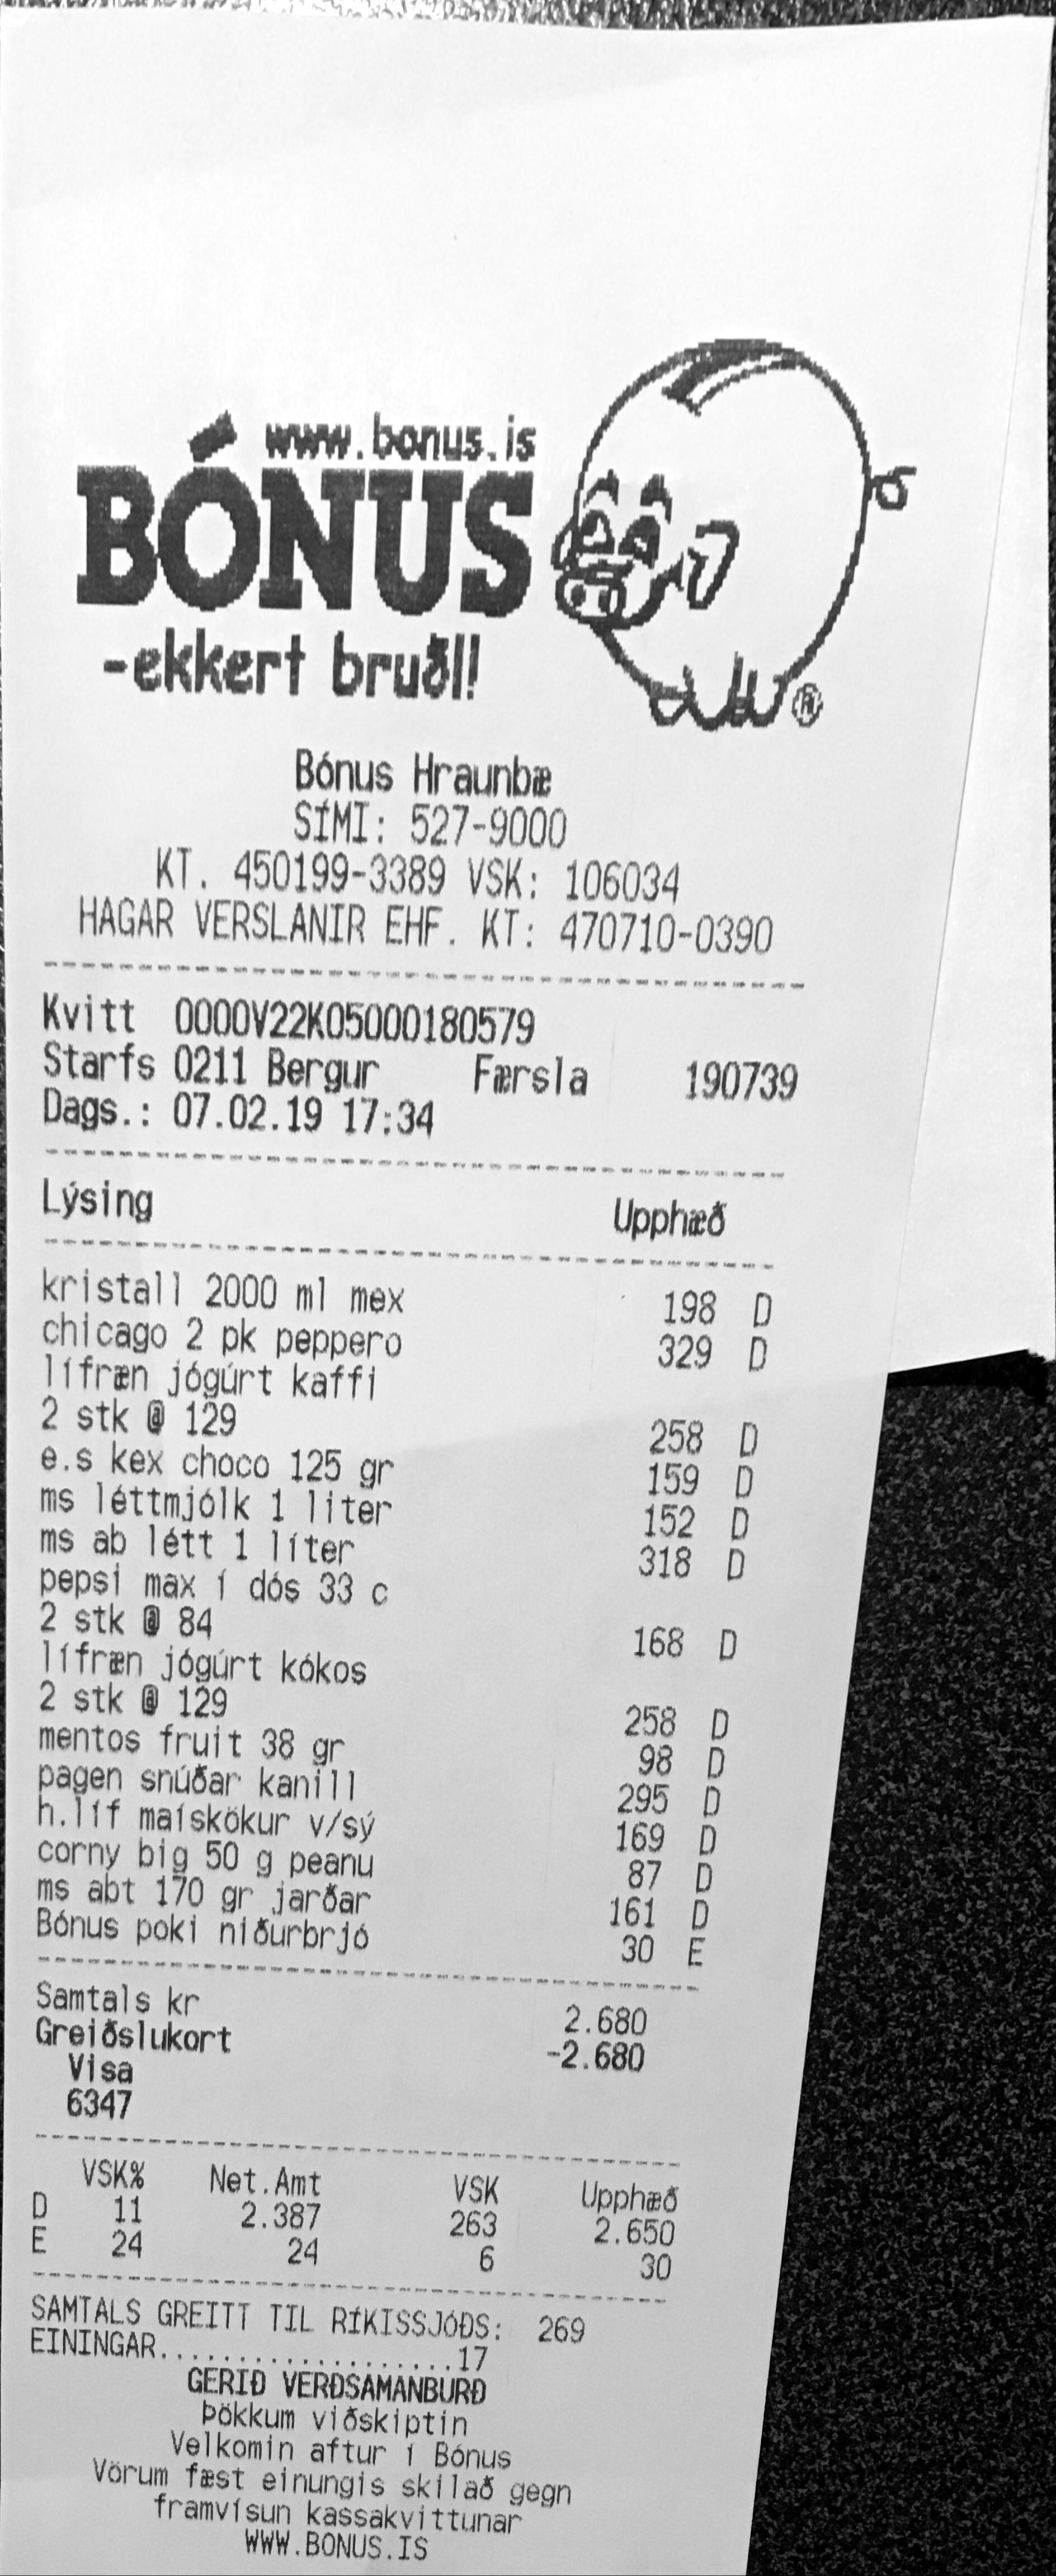 www.bonus.is
BÓNUS
-ekkert bruðl!
Bónus Hraunbæ
SÍMI: 527-9000
KT. 450199-3389 VSK: 106034
HAGAR VERSLANIR EHF. KT: 470710-0390
Kvitt 0000V22K05000180579
Starfs 0211 Bergur Færsla 190739
Dags.: 07.02.19 17:34
Lýsing Upphæð
kristall 2000 ml mex 198 D
chicago 2 pk peppero 329 D
lífræn jógúrt kaffi
2 stk @ 129 258 D
e.s kex choco 125 gr 159 D
ms léttmjólk 1 liter 152 D
ms ab létt 1 líter 318 D
pepsi max í dós 33 c
2 stk @ 84 168 D
lífræn jógúrt kókos
2 stk @ 129 258 D
mentos fruit 38 gr 98 D
pagen snúðar kanill 295 D
h.líf maískökur v/sý 169 D
corny big 50 g peanu 87 D
ms abt 170 gr jarðar 161 D
Bónus poki niðurbrjó 30 E
Samtals kr 2.680
Greiðslukort -2.680
Visa
6347
VSK% Net.Amt VSK Upphæð
D 11 2.387 263 2.650
E 24 24 6 30
SAMTALS GREITT TIL RÍKISSJÓÐS: 269
EININGAR...................17
GERIÐ VERÐSAMANBURÐ
Þökkum viðskiptin
Velkomin aftur í Bónus
Vörum fæst einungis skilað gegn
framvísun kassakvittunar
WWW.BONUS.IS